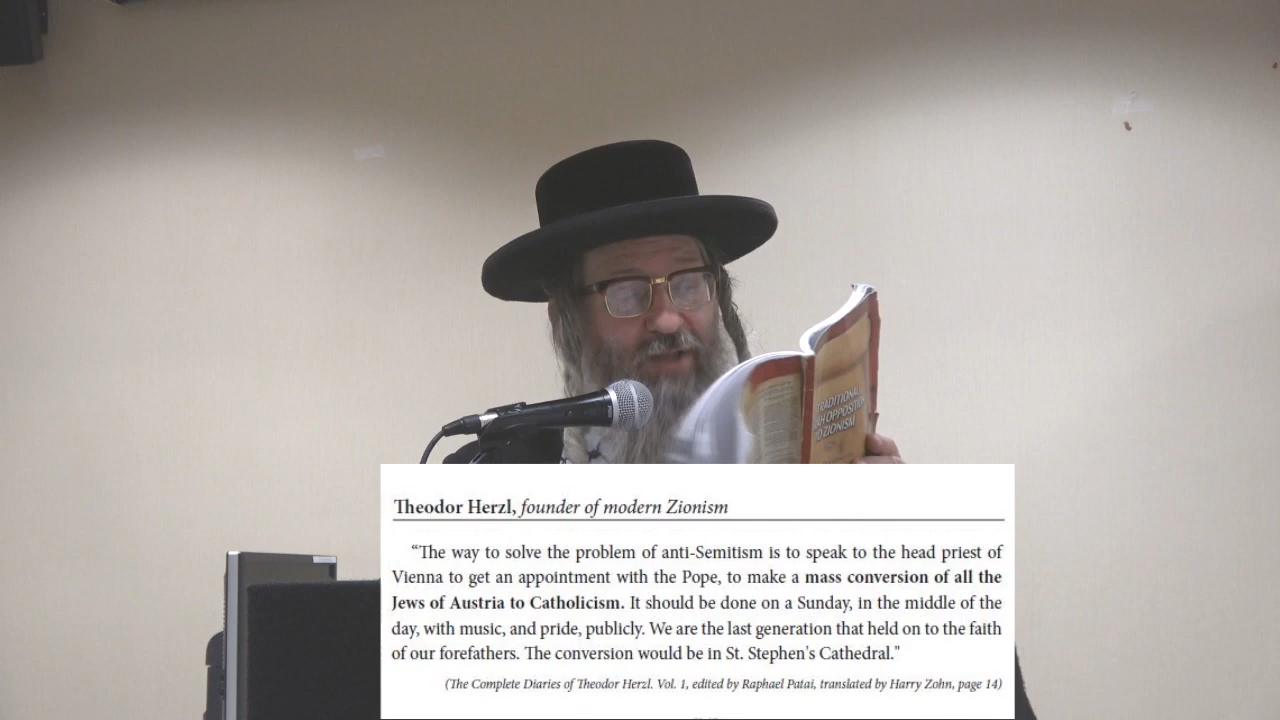 TRADITIONAL
OPPOSITION
TO ZIONISM
Theodor Herzl, founder of modern Zionism
“The way to solve the problem of anti-Semitism is to speak to the head priest of
Vienna to get an appointment with the Pope, to make a mass conversion of all the
Jews of Austria to Catholicism. It should be done on a Sunday, in the middle of the
day, with music, and pride, publicly. We are the last generation that held on to the faith
of our forefathers. The conversion would be in St. Stephen's Cathedral."
(The Complete Diaries of Theodor Herzl. Vol. 1, edited by Raphael Patai, translated by Harry Zohn, page 14)